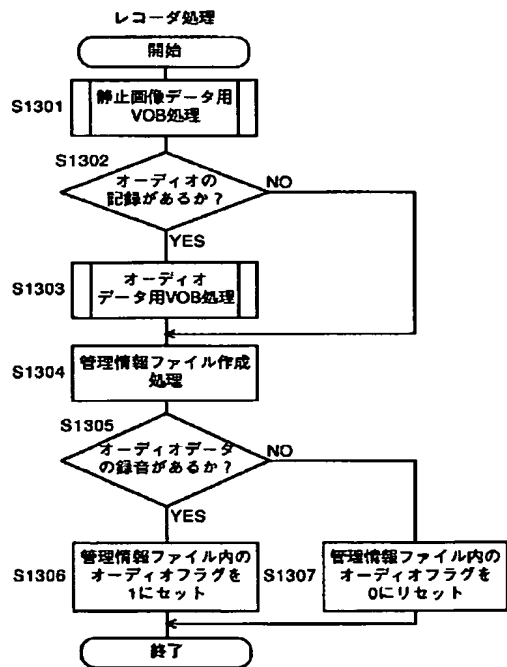 レコーダ処理
開始
S1301
静止画像データ用
VOB処理
S1302
オーディオの
記録があるか？
NO
YES
S1303
オーディオ
データ用VOB処理
S1304
管理情報ファイル作成
処理
S1305
オーディオデータ
の録音があるか？
NO
YES
S1306
管理情報ファイル内の
オーディオフラグを
1にセット
S1307
管理情報ファイル内の
オーディオフラグを
0にリセット
終了